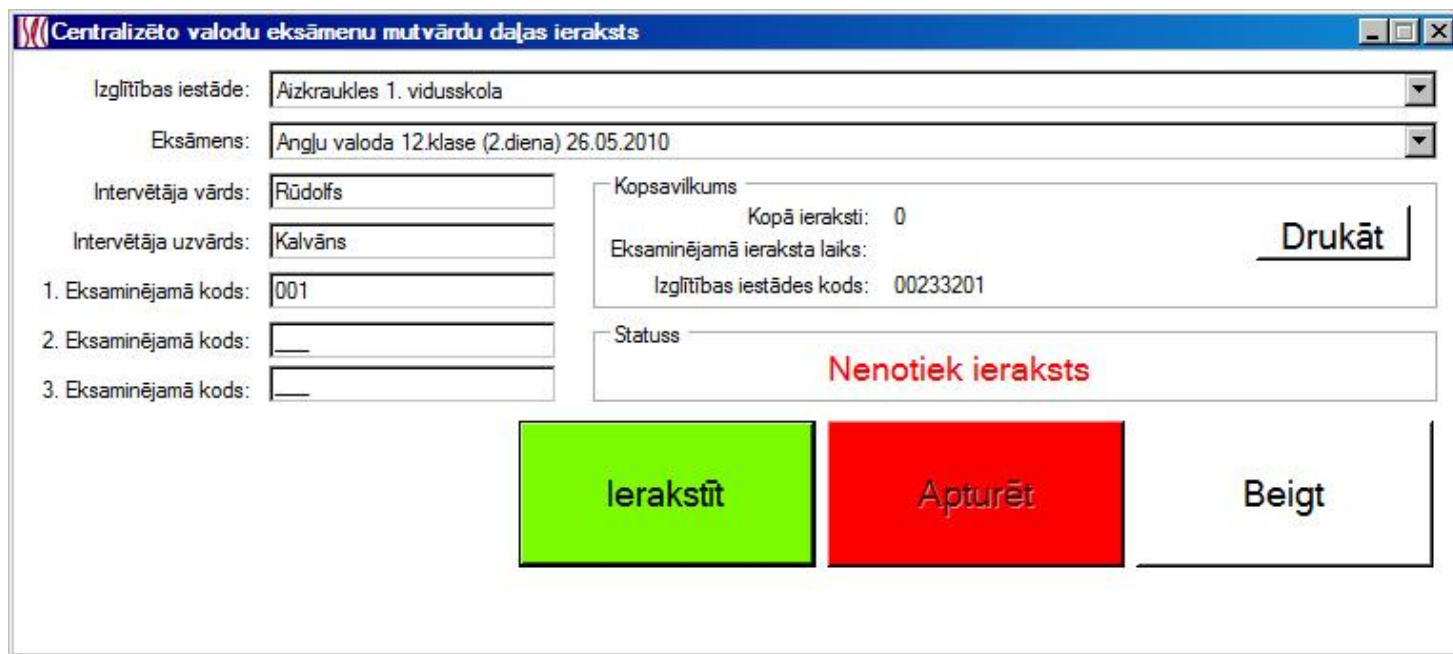 Centralizēto valodu eksāmenu mutvārdu daļas ieraksts
Izglītības iestāde: Aizkraukles 1. vidusskola
Eksāmens: Angļu valoda 12.klase (2.diena) 26.05.2010
Intervētāja vārds: Rūdolfs
Intervētāja uzvārds: Kalvāns
1. Eksaminējamā kods: 001
2. Eksaminējamā kods: ___
3. Eksaminējamā kods: ___
Kopsavilkums
Kopā ieraksti: 0
Eksaminējamā ieraksta laiks:
Izglītības iestādes kods: 00233201
Drukāt
Statuss
Nenotiek ieraksts
Ierakstīt
Apturēt
Beigt